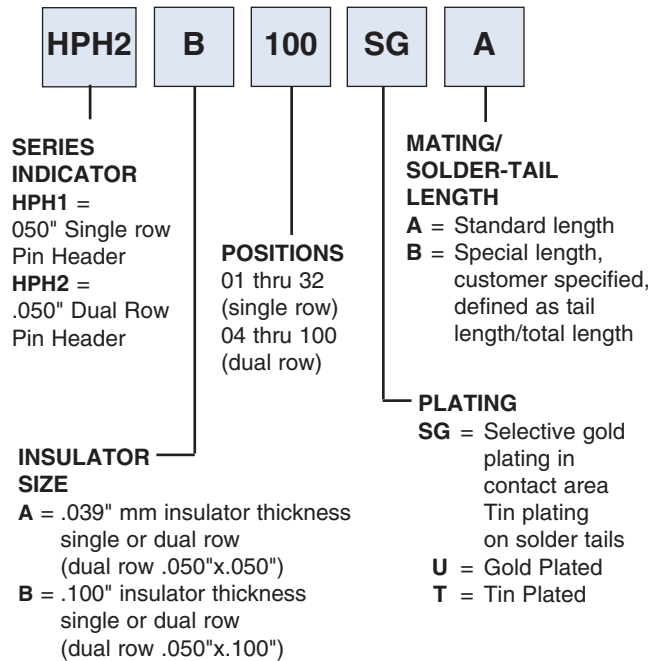 HPH2 B 100 SG A
SERIES
INDICATOR
HPH1 =
050" Single row
Pin Header
HPH2 =
.050" Dual Row
Pin Header
POSITIONS
01 thru 32
(single row)
04 thru 100
(dual row)
MATING/
SOLDER-TAIL
LENGTH
A = Standard length
B = Special length,
customer specified,
defined as tail
length/total length
INSULATOR
SIZE
A = .039" mm insulator thickness
single or dual row
(dual row .050"x.050")
B = .100" insulator thickness
single or dual row
(dual row .050"x.100")
PLATING
SG = Selective gold
plating in
contact area
Tin plating
on solder tails
U = Gold Plated
T = Tin Plated